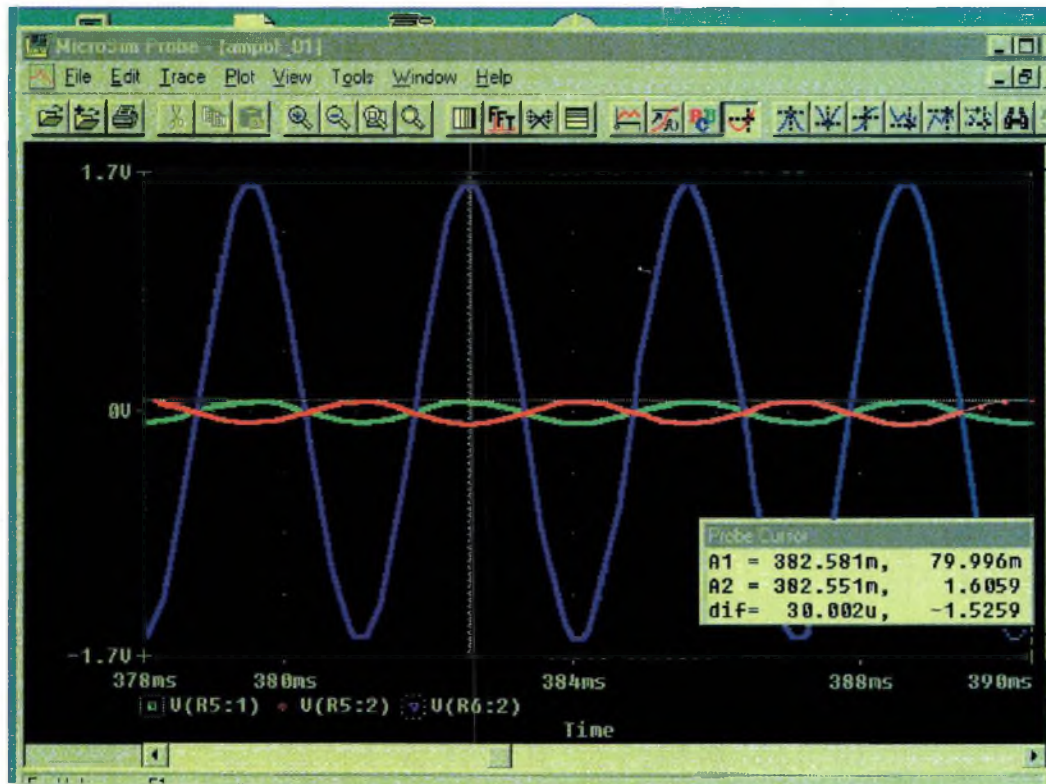 MicroSim Probe - [ampbf_01]
File Edit Trace Plot View Tools Window Help
FFT
1.7V
0V
-1.7V
Probe Cursor
A1 = 382.581m, 79.996m
A2 = 382.551m, 1.6059
dif= 30.002u, -1.5259
378ms 380ms 384ms 388ms 390ms
V(R5:1) V(R5:2) V(R6:2)
Time